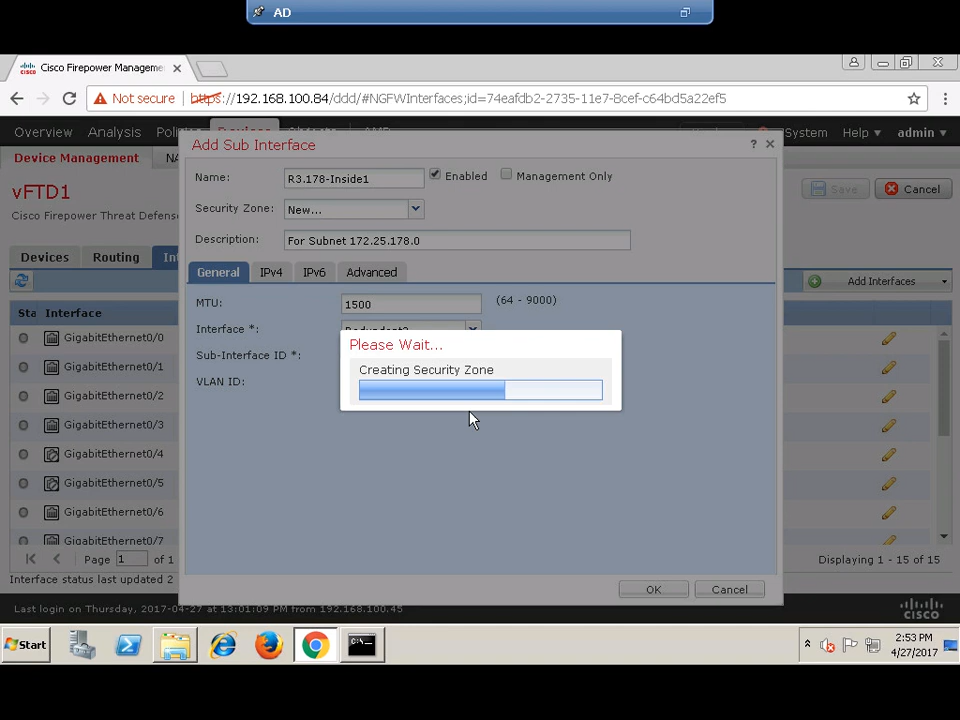 AD
Cisco Firepower Manageme
Not secure https://192.168.100.84/ddd/#NGFWInterfaces;id=74eafdb2-2735-11e7-8cef-c64bd5a22ef5
Overview Analysis System Help admin
Device Management NA
vFTD1
Cisco Firepower Threat Defens
Save Cancel
Devices Routing Int
Add Interfaces
Sta Interface
GigabitEthernet0/0
GigabitEthernet0/1
GigabitEthernet0/2
GigabitEthernet0/3
GigabitEthernet0/4
GigabitEthernet0/5
GigabitEthernet0/6
GigabitEthernet0/7
Page 1 of 1
Displaying 1 - 15 of 15
Interface status last updated 2
Add Sub Interface ?
Name: R3.178-Inside1 Enabled Management Only
Security Zone: New...
Description: For Subnet 172.25.178.0
General IPv4 IPv6 Advanced
MTU: 1500 (64 - 9000)
Interface *: Redundant2
Sub-Interface ID *:
VLAN ID:
Please Wait...
Creating Security Zone
OK Cancel
Last login on Thursday, 2017-04-27 at 13:01:09 PM from 192.168.100.45
cisco
Start
2:53 PM
4/27/2017